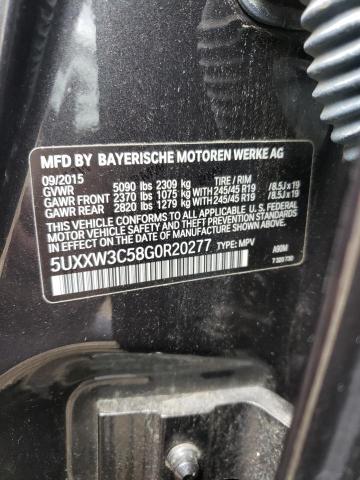 MFD BY BAYERISCHE MOTOREN WERKE AG
09/2015 TIRE / RIM
GVWR 5090 lbs 2309 kg
GAWR FRONT 2370 lbs 1075 kg WITH 245/45 R19 /8.5J x 19
GAWR REAR 2820 lbs 1279 kg WITH 245/45 R19 /8.5J x 19
THIS VEHICLE CONFORMS TO ALL APPLICABLE FEDERAL
MOTOR VEHICLE SAFETY STANDARDS IN EFFECT ON THE
DATE OF MANUFACTURE SHOWN ABOVE.
5UXXW3C58G0R20277 TYPE: MPV
A90M